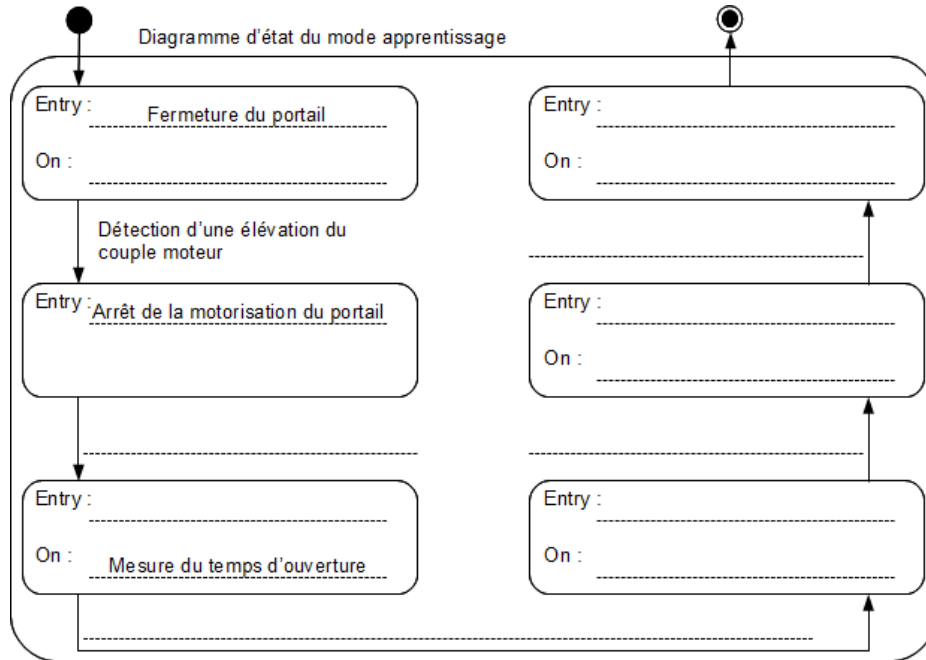 Diagramme d'état du mode apprentissage
Entry :
Fermeture du portail
On :
Détection d'une élévation du
couple moteur
Entry :
Arrêt de la motorisation du portail
Entry :
On :
Mesure du temps d'ouverture
Entry :
On :
Entry :
On :
Entry :
On :